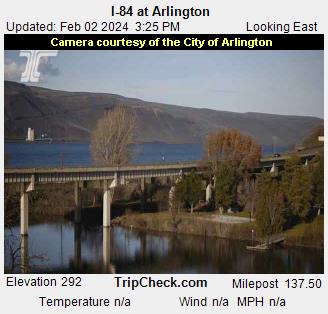 I-84 at Arlington
Updated: Feb 02 2024 3:25 PM Looking East
Camera courtesy of the City of Arlington
Elevation 292 TripCheck.com Milepost 137.50
Temperature n/a Wind n/a MPH n/a